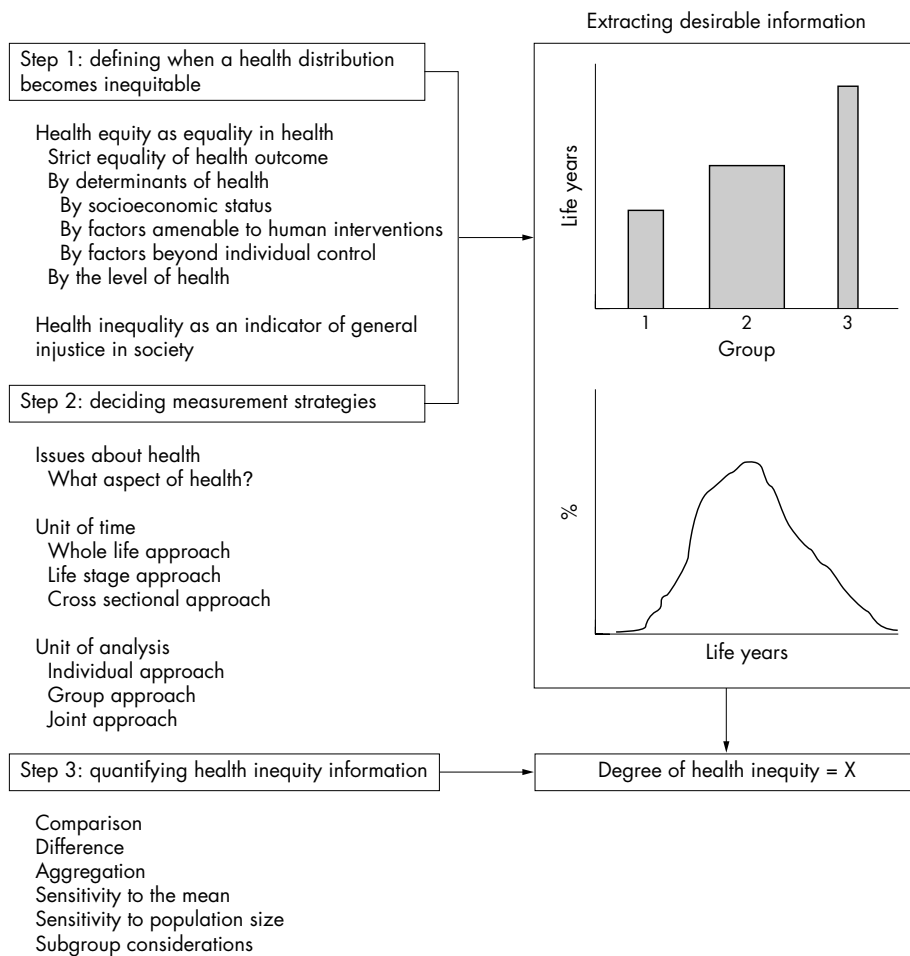 Extracting desirable information
Step 1: defining when a health distribution
becomes inequitable
Health equity as equality in health
Strict equality of health outcome
By determinants of health
By socioeconomic status
By factors amenable to human interventions
By factors beyond individual control
By the level of health
Health inequality as an indicator of general
injustice in society
Life years
1 2 3
Group
Step 2: deciding measurement strategies
Issues about health
What aspect of health?
Unit of time
Whole life approach
Life stage approach
Cross sectional approach
Unit of analysis
Individual approach
Group approach
Joint approach
%
Life years
Step 3: quantifying health inequity information
Degree of health inequity = X
Comparison
Difference
Aggregation
Sensitivity to the mean
Sensitivity to population size
Subgroup considerations